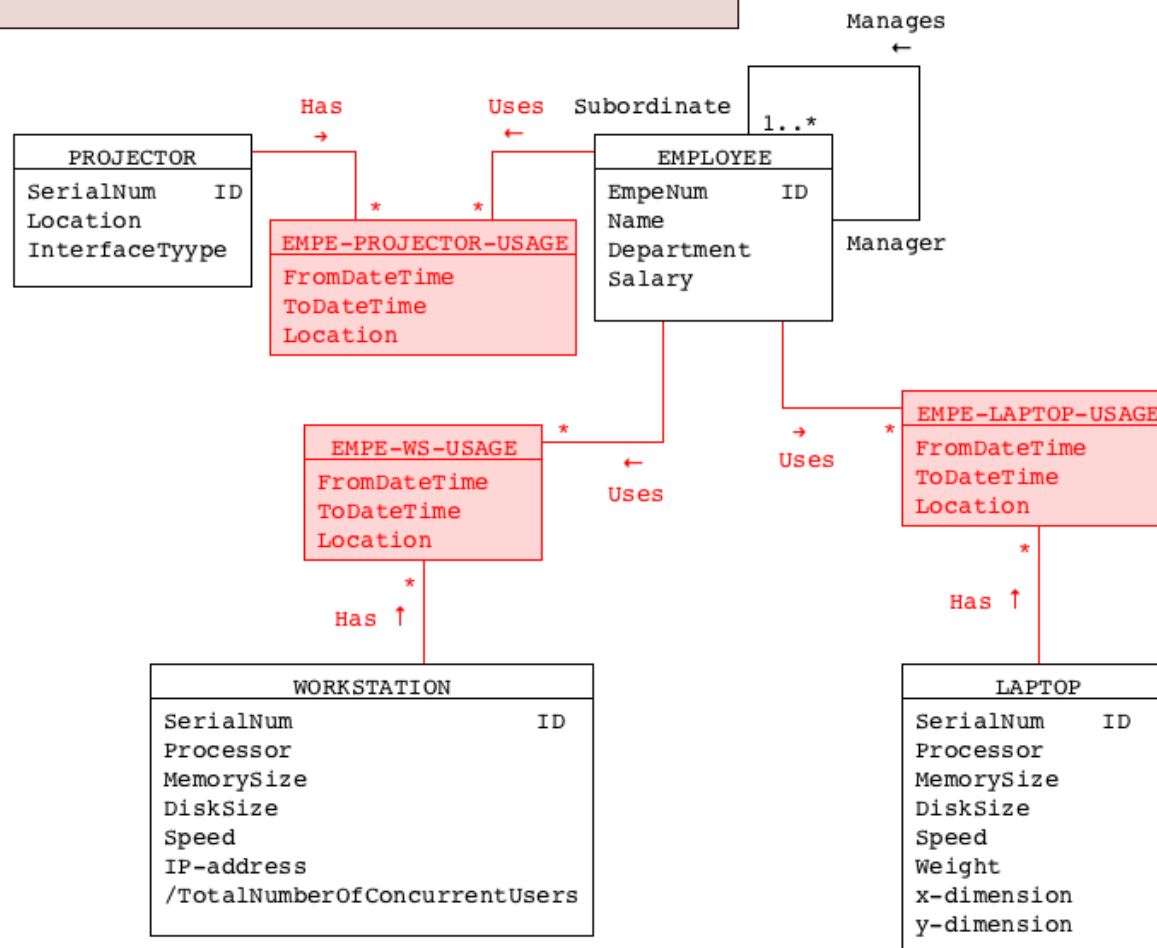 Manages
←
Has
→
Uses
←
Subordinate
1..*
PROJECTOR
SerialNum ID
Location
InterfaceTyype
*
*
EMPE-PROJECTOR-USAGE
FromDateTime
ToDateTime
Location
EMPLOYEE
EmpeNum ID
Name
Department
Salary
Manager
*
EMPE-WS-USAGE
FromDateTime
ToDateTime
Location
←
Uses
→
Uses
*
EMPE-LAPTOP-USAGE
FromDateTime
ToDateTime
Location
*
Has ↑
*
Has ↑
WORKSTATION
SerialNum ID
Processor
MemorySize
DiskSize
Speed
IP-address
/TotalNumberOfConcurrentUsers
LAPTOP
SerialNum ID
Processor
MemorySize
DiskSize
Speed
Weight
x-dimension
y-dimension